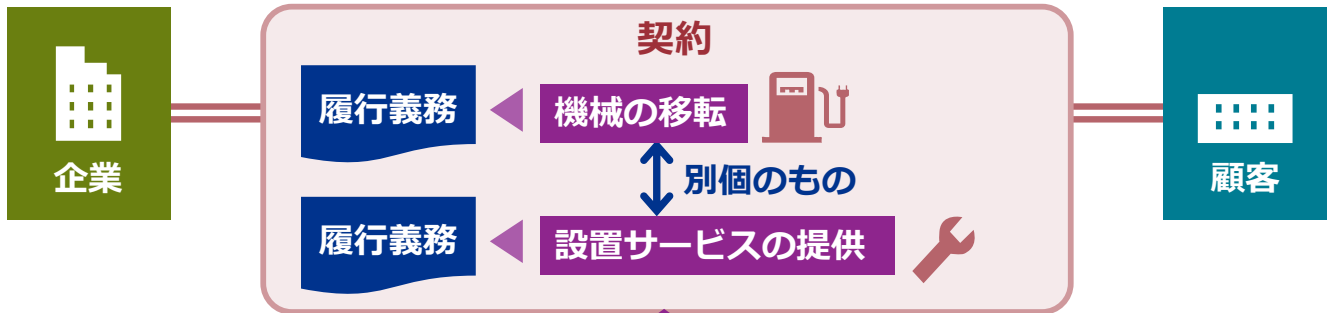 契約
企業
履行義務
機械の移転
別個のもの
履行義務
設置サービスの提供
顧客